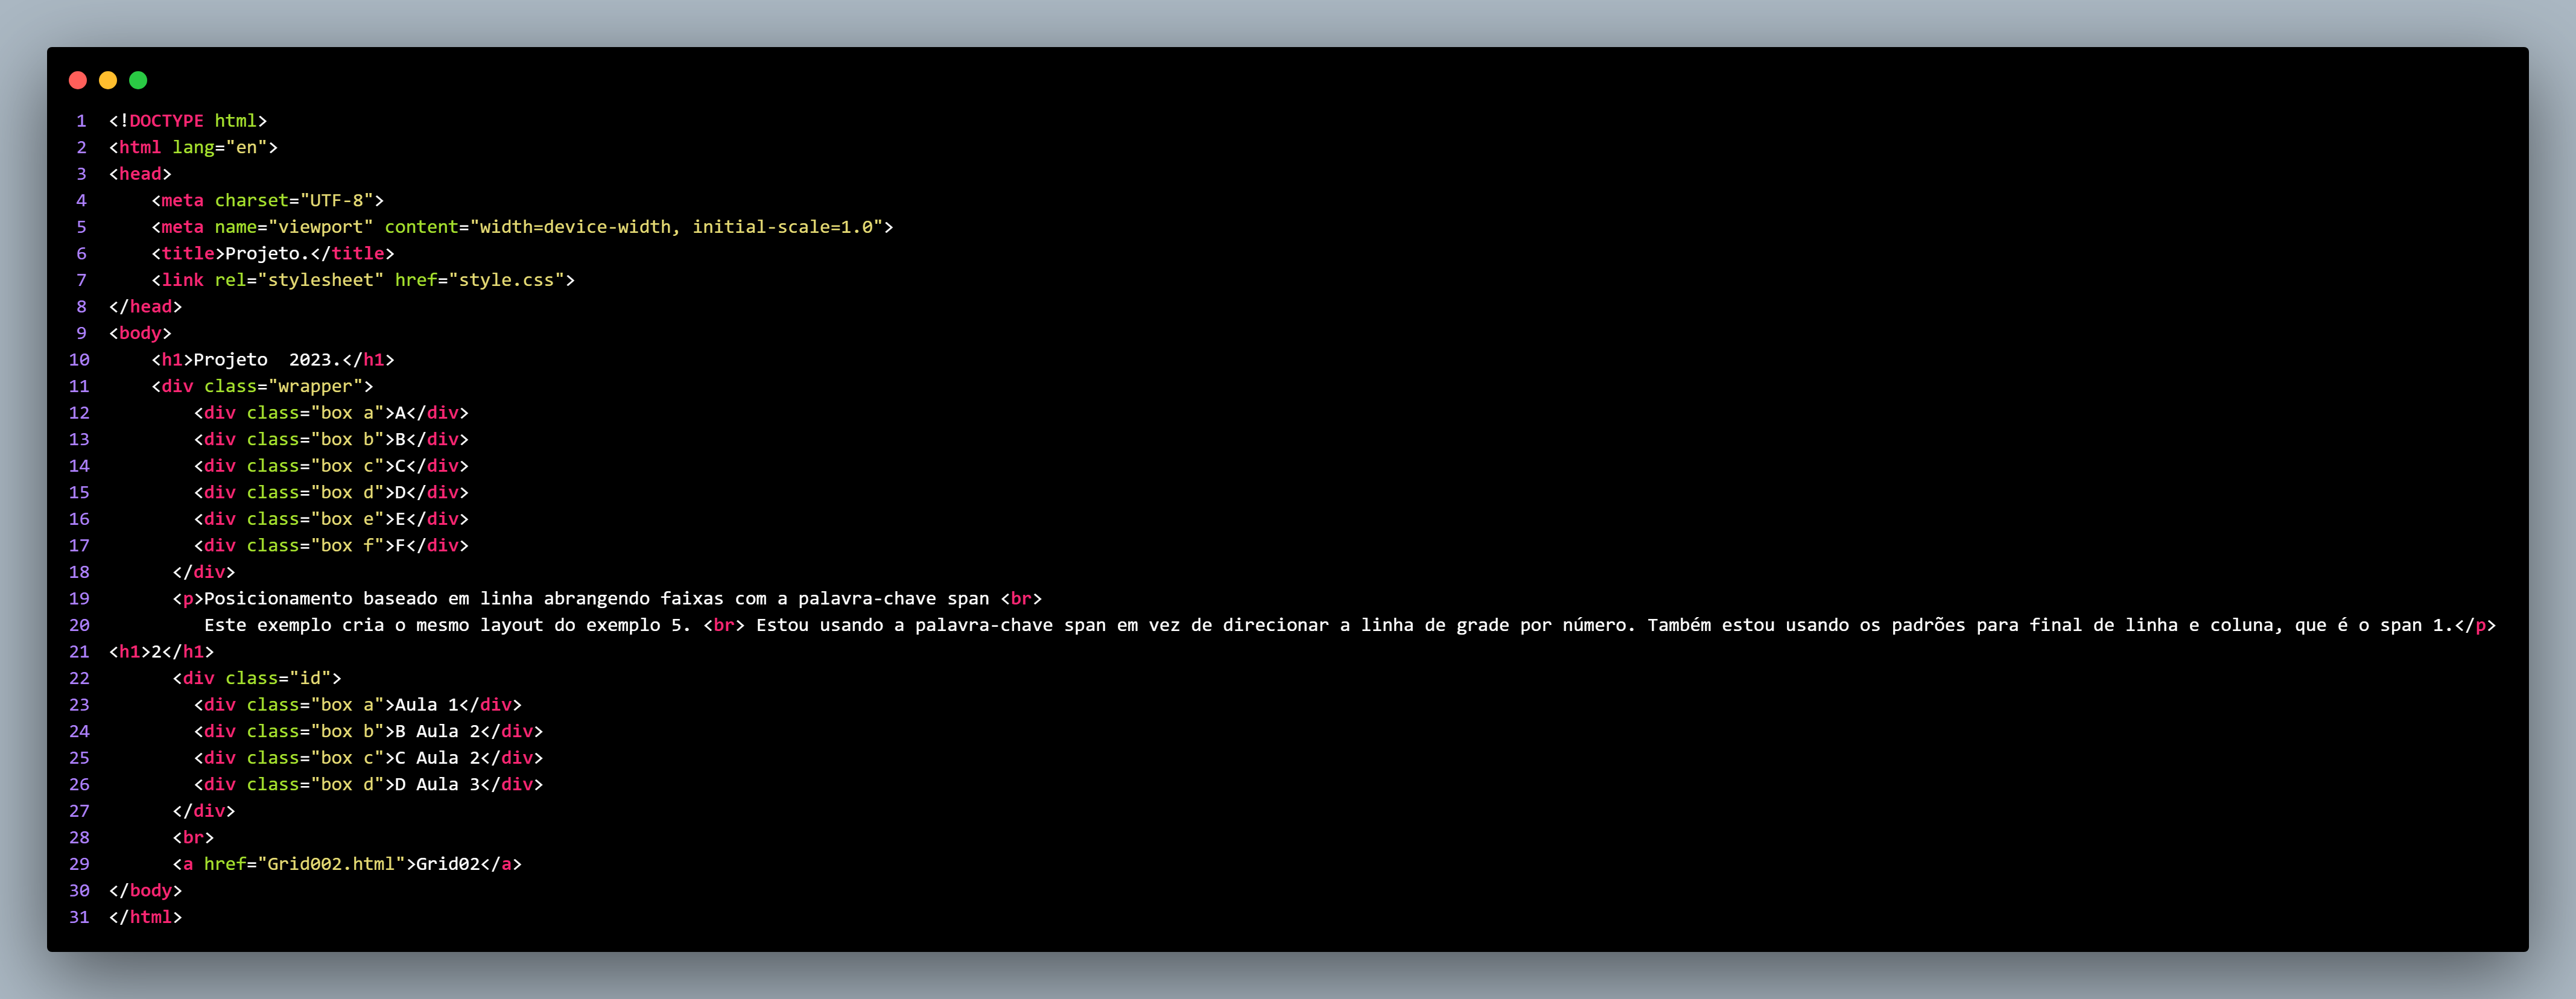 1 <!DOCTYPE html>
2 <html lang="en">
3 <head>
4     <meta charset="UTF-8">
5     <meta name="viewport" content="width=device-width, initial-scale=1.0">
6     <title>Projeto.</title>
7     <link rel="stylesheet" href="style.css">
8 </head>
9 <body>
10     <h1>Projeto  2023.</h1>
11     <div class="wrapper">
12         <div class="box a">A</div>
13         <div class="box b">B</div>
14         <div class="box c">C</div>
15         <div class="box d">D</div>
16         <div class="box e">E</div>
17         <div class="box f">F</div>
18       </div>
19       <p>Posicionamento baseado em linha abrangendo faixas com a palavra-chave span <br>
20          Este exemplo cria o mesmo layout do exemplo 5. <br> Estou usando a palavra-chave span em vez de direcionar a linha de grade por número. Também estou usando os padrões para final de linha e coluna, que é o span 1.</p>
21 <h1>2</h1>
22       <div class="id">
23         <div class="box a">Aula 1</div>
24         <div class="box b">B Aula 2</div>
25         <div class="box c">C Aula 2</div>
26         <div class="box d">D Aula 3</div>
27       </div>
28       <br>
29       <a href="Grid002.html">Grid02</a>
30 </body>
31 </html>